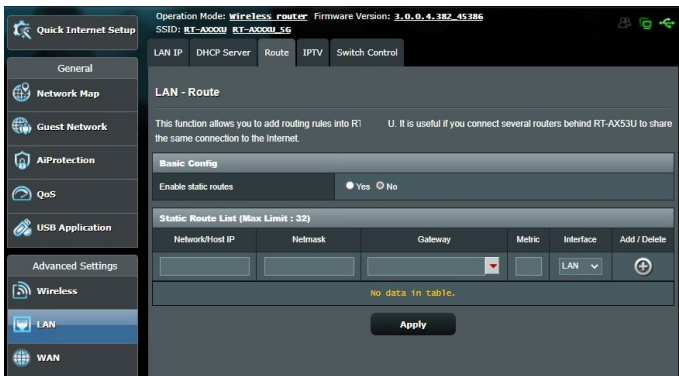 Operation Mode: Wireless router Firmware Version: 3.0.0.4.382_45386
SSID: RT-AXXXU RT-AXXXU_5G
Quick Internet Setup
LAN IP DHCP Server Route IPTV Switch Control
General
Network Map
Guest Network
AiProtection
QoS
USB Application
Advanced Settings
Wireless
LAN
WAN
LAN - Route
This function allows you to add routing rules into RT U. It is useful if you connect several routers behind RT-AX53U to share
the same connection to the Internet.
Basic Config
Enable static routes Yes No
Static Route List (Max Limit : 32)
Network/Host IP Netmask Gateway Metric Interface Add / Delete
LAN
No data in table.
Apply